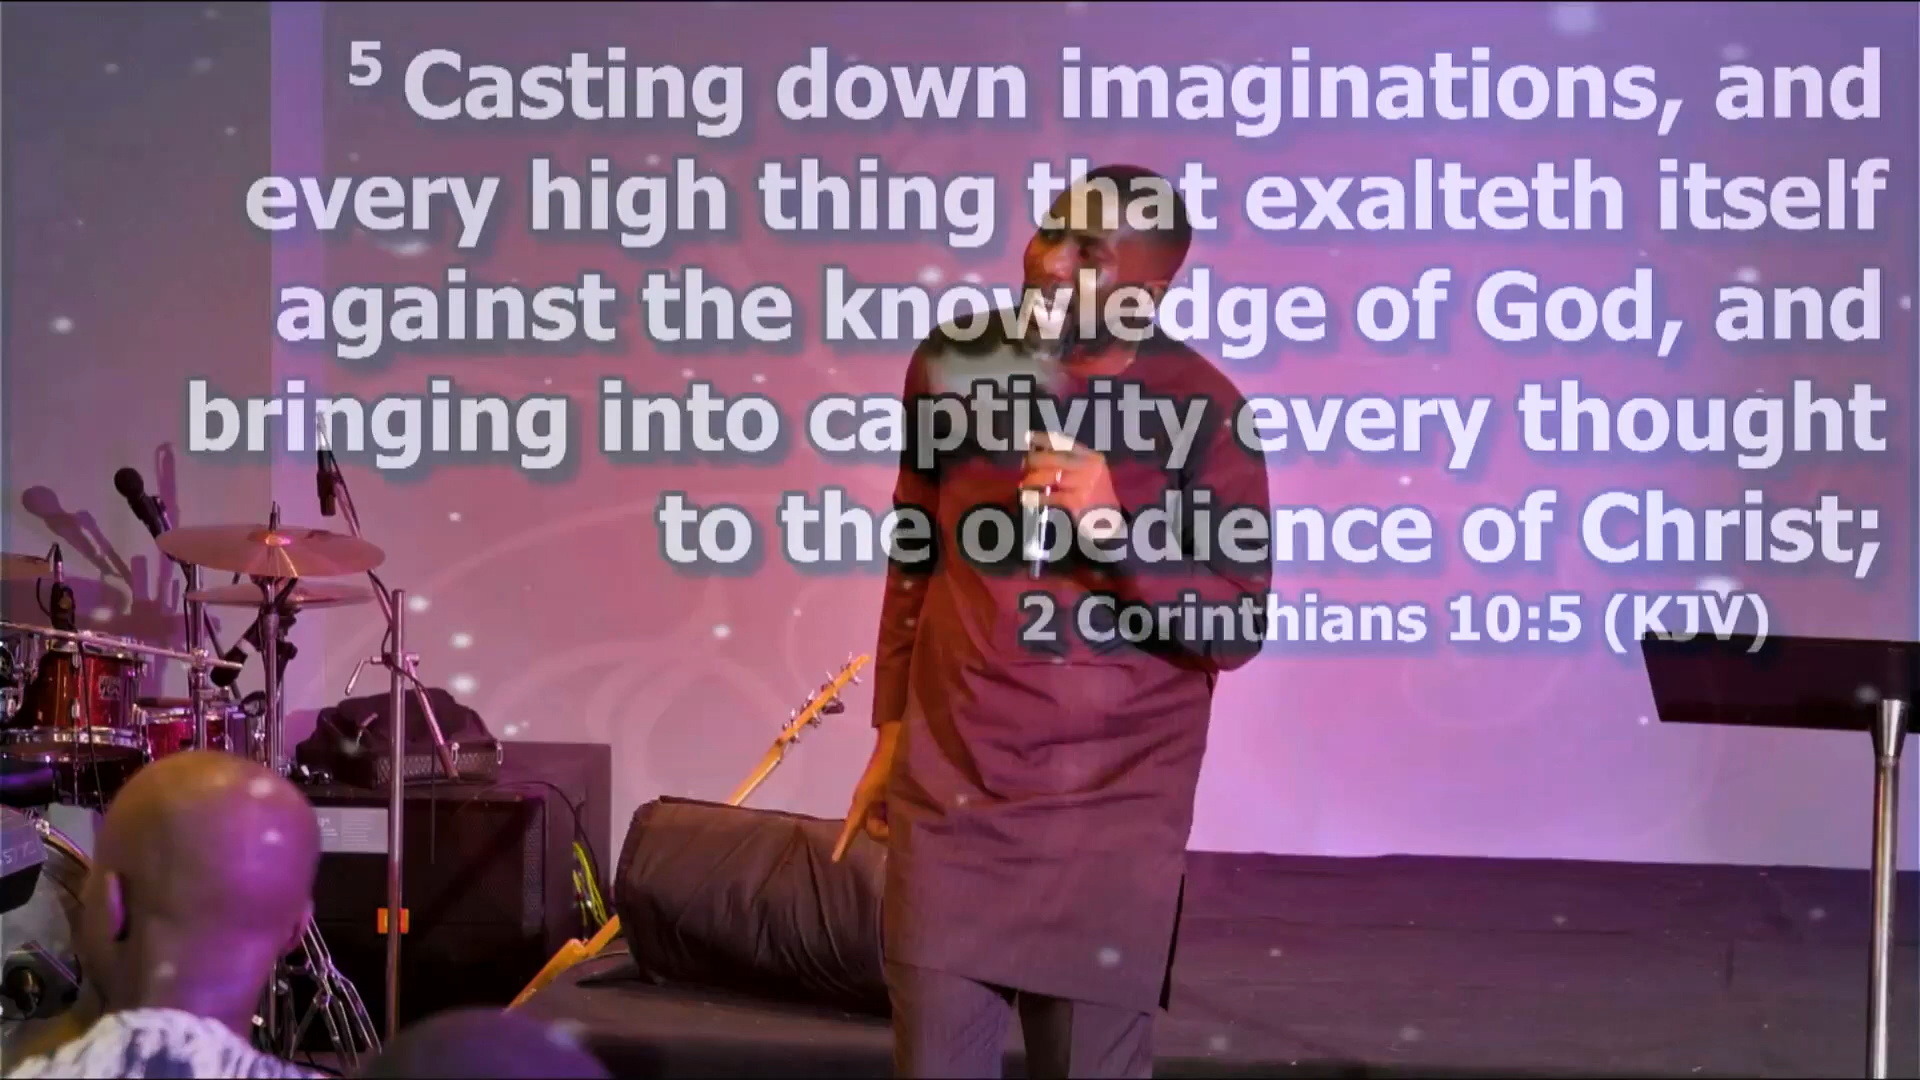 5 Casting down imaginations, and
every high thing that exalteth itself
against the knowledge of God, and
bringing into captivity every thought
to the obedience of Christ;
2 Corinthians 10:5 (KJV)